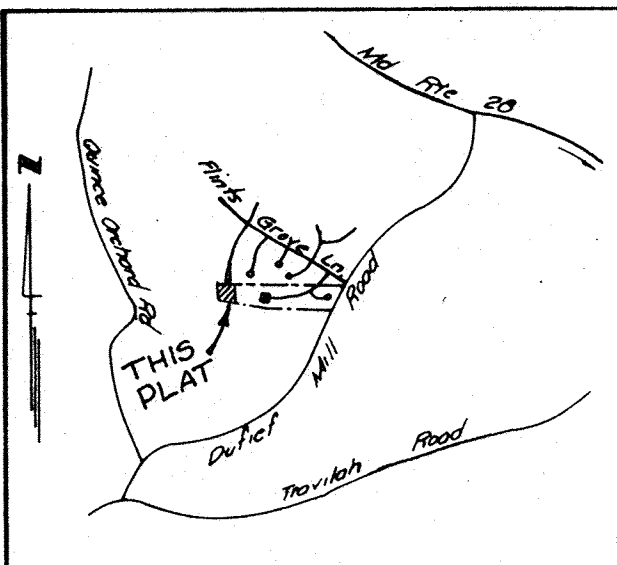 Md Rte 28
Quince Orchard Rd
N
Flints Grove Ln.
THIS
PLAT
Dufief Mill Road
Travilah Road